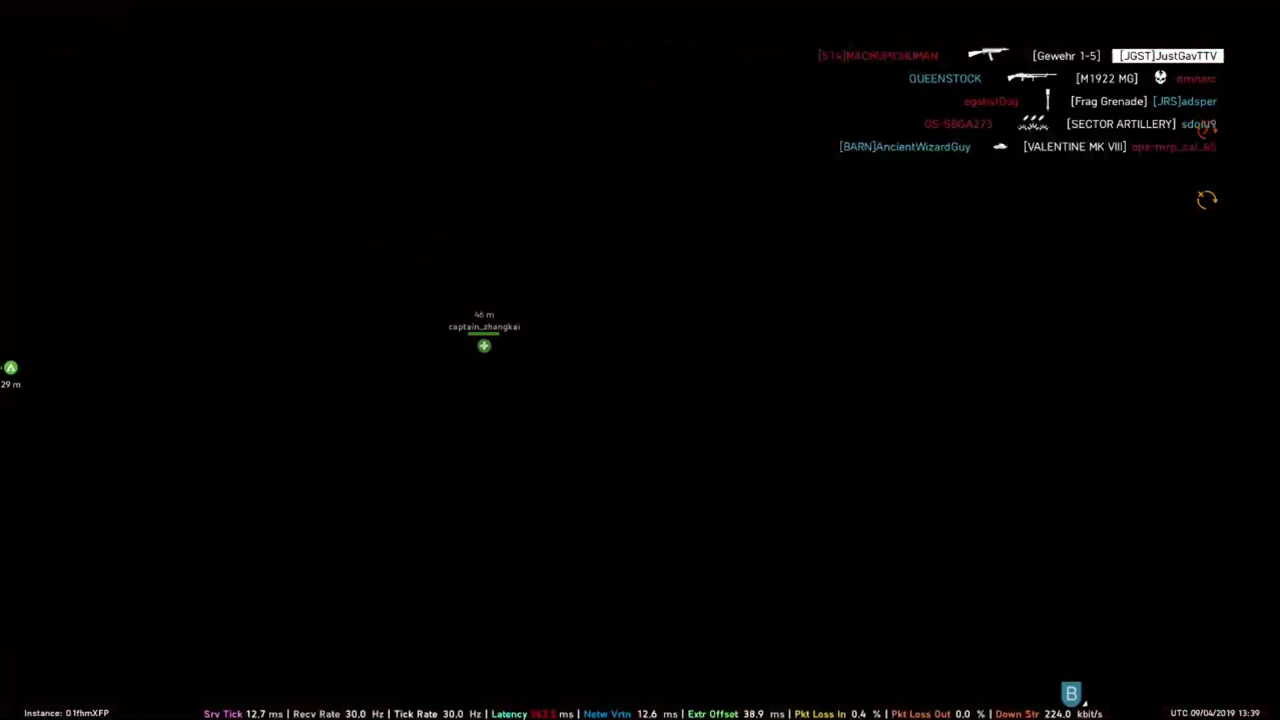 [514]MACHUPICHUMAN [Gewehr 1-5] [JGST]JustGavTTV
QUEENSTOCK [M1922 MG]
[Frag Grenade] [JRS]adsper
GS-SBGA273 [SECTOR ARTILLERY]
[BARN]AncientWizardGuy [VALENTINE MK VIII]
46 m
captain_zhangkai
29 m
B
Instance: 01fhmXFP
Srv Tick 12.7 ms | Recv Rate 30.0 Hz | Tick Rate 30.0 Hz | Latency ms | Netw Vrtn 12.6 ms | Extr Offset 38.9 ms | Pkt Loss In 0.4 % | Pkt Loss Out 0.0 % | Down Str 224.0 kbit/s
UTC 09/04/2019 13:39